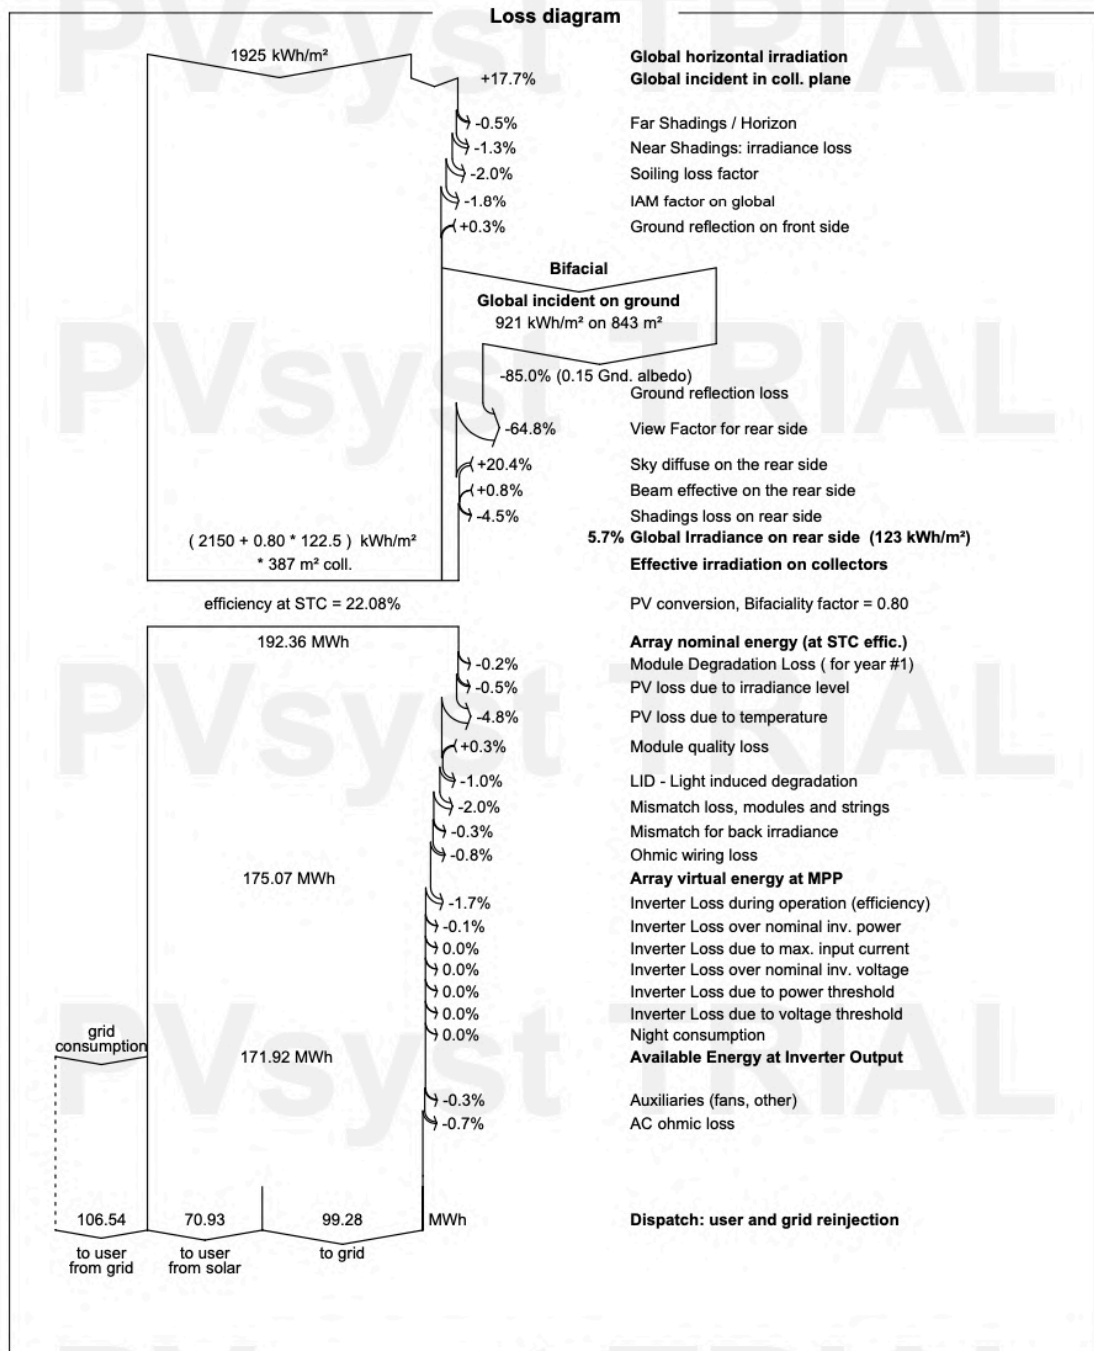 Loss diagram
1925 kWh/m² Global horizontal irradiation
+17.7% Global incident in coll. plane
-0.5% Far Shadings / Horizon
-1.3% Near Shadings: irradiance loss
-2.0% Soiling loss factor
-1.8% IAM factor on global
+0.3% Ground reflection on front side
Bifacial
Global incident on ground
921 kWh/m² on 843 m²
-85.0% (0.15 Gnd. albedo)
Ground reflection loss
-64.8% View Factor for rear side
+20.4% Sky diffuse on the rear side
+0.8% Beam effective on the rear side
-4.5% Shadings loss on rear side
5.7% Global Irradiance on rear side (123 kWh/m²)
( 2150 + 0.80 * 122.5 ) kWh/m²
* 387 m² coll. Effective irradiation on collectors
efficiency at STC = 22.08% PV conversion, Bifaciality factor = 0.80
192.36 MWh Array nominal energy (at STC effic.)
-0.2% Module Degradation Loss ( for year #1)
-0.5% PV loss due to irradiance level
-4.8% PV loss due to temperature
+0.3% Module quality loss
-1.0% LID - Light induced degradation
-2.0% Mismatch loss, modules and strings
-0.3% Mismatch for back irradiance
-0.8% Ohmic wiring loss
175.07 MWh Array virtual energy at MPP
-1.7% Inverter Loss during operation (efficiency)
-0.1% Inverter Loss over nominal inv. power
0.0% Inverter Loss due to max. input current
0.0% Inverter Loss over nominal inv. voltage
0.0% Inverter Loss due to power threshold
0.0% Inverter Loss due to voltage threshold
0.0% Night consumption
grid
consumption
171.92 MWh Available Energy at Inverter Output
-0.3% Auxiliaries (fans, other)
-0.7% AC ohmic loss
106.54 70.93 99.28 MWh Dispatch: user and grid reinjection
to user
from grid
to user
from solar
to grid
PVsyst TRIAL
PVsyst TRIAL
PVsyst TRIAL
PVsyst TRIAL